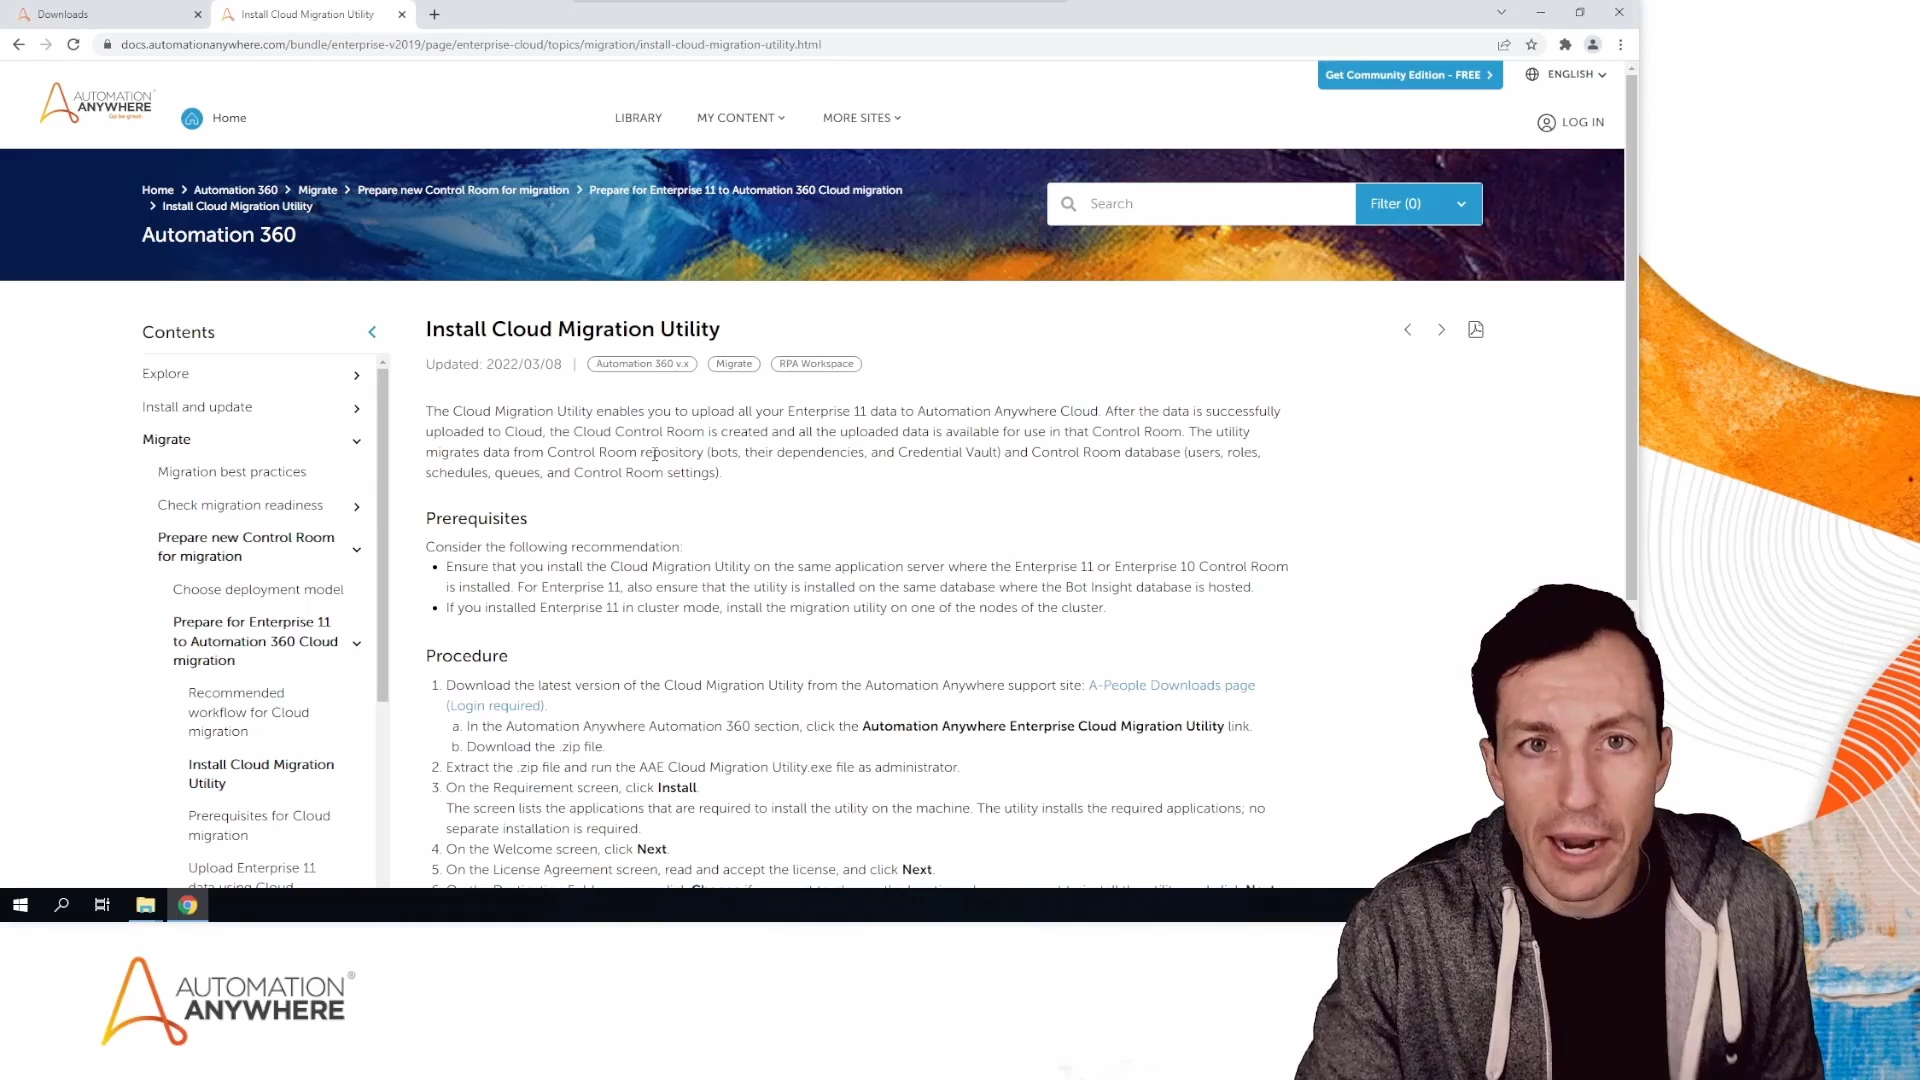 Downloads
Install Cloud Migration Utility
docs.automationanywhere.com/bundle/enterprise-v2019/page/enterprise-cloud/topics/migration/install-cloud-migration-utility.html
Get Community Edition - FREE
ENGLISH
AUTOMATION
ANYWHERE
Go be great.
Home
LIBRARY
MY CONTENT
MORE SITES
LOG IN
Home > Automation 360 > Migrate > Prepare new Control Room for migration > Prepare for Enterprise 11 to Automation 360 Cloud migration
> Install Cloud Migration Utility
Automation 360
Search
Filter (0)
Contents
Explore
Install and update
Migrate
Migration best practices
Check migration readiness
Prepare new Control Room
for migration
Choose deployment model
Prepare for Enterprise 11
to Automation 360 Cloud
migration
Recommended
workflow for Cloud
migration
Install Cloud Migration
Utility
Prerequisites for Cloud
migration
Upload Enterprise 11
data using Cloud
Install Cloud Migration Utility
Updated: 2022/03/08 | Automation 360 v.x Migrate RPA Workspace
The Cloud Migration Utility enables you to upload all your Enterprise 11 data to Automation Anywhere Cloud. After the data is successfully
uploaded to Cloud, the Cloud Control Room is created and all the uploaded data is available for use in that Control Room. The utility
migrates data from Control Room repository (bots, their dependencies, and Credential Vault) and Control Room database (users, roles,
schedules, queues, and Control Room settings).
Prerequisites
Consider the following recommendation:
• Ensure that you install the Cloud Migration Utility on the same application server where the Enterprise 11 or Enterprise 10 Control Room
is installed. For Enterprise 11, also ensure that the utility is installed on the same database where the Bot Insight database is hosted.
• If you installed Enterprise 11 in cluster mode, install the migration utility on one of the nodes of the cluster.
Procedure
1. Download the latest version of the Cloud Migration Utility from the Automation Anywhere support site: A-People Downloads page
(Login required).
a. In the Automation Anywhere Automation 360 section, click the Automation Anywhere Enterprise Cloud Migration Utility link.
b. Download the .zip file.
2. Extract the .zip file and run the AAE Cloud Migration Utility.exe file as administrator.
3. On the Requirement screen, click Install.
The screen lists the applications that are required to install the utility on the machine. The utility installs the required applications; no
separate installation is required.
4. On the Welcome screen, click Next.
5. On the License Agreement screen, read and accept the license, and click Next.
AUTOMATION
ANYWHERE